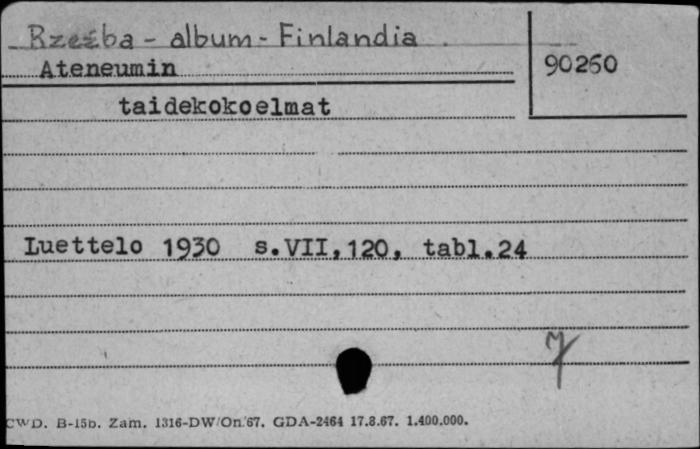 Rzeźba - album - Finlandia
Ateneumin
90260
taidekokoelmat
Luettelo 1930 s.VII,120, tabl.24
CWD. B-15b. Zam. 1316-DW/On.67. GDA-2464 17.8.67. 1.400.000.